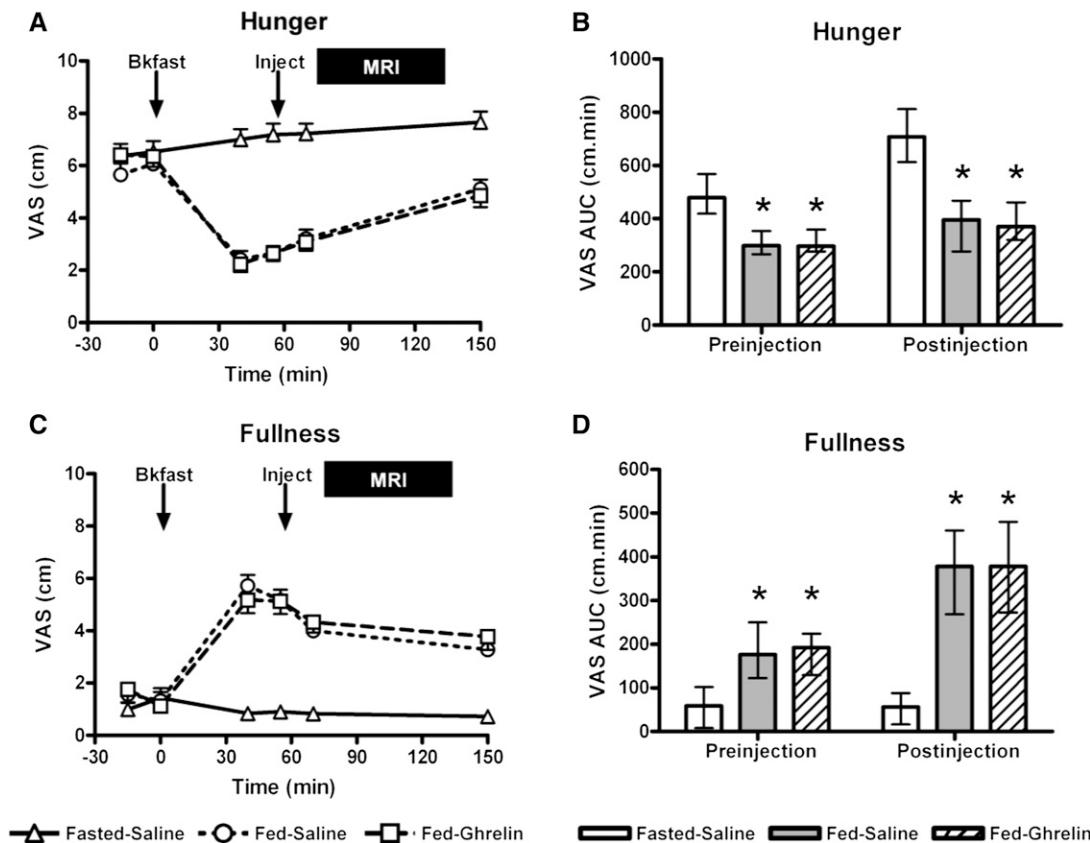 A
Hunger
Bkfast
Inject
MRI
VAS (cm)
10
8
6
4
2
0
-30
0
30
60
90
120
150
Time (min)
B
Hunger
VAS AUC (cm.min)
1000
800
600
400
200
0
*
*
*
*
Preinjection
Postinjection
C
Fullness
Bkfast
Inject
MRI
VAS (cm)
10
8
6
4
2
0
-30
0
30
60
90
120
150
Time (min)
D
Fullness
VAS AUC (cm.min)
600
500
400
300
200
100
0
*
*
*
*
Preinjection
Postinjection
Fasted-Saline
Fed-Saline
Fed-Ghrelin
Fasted-Saline
Fed-Saline
Fed-Ghrelin